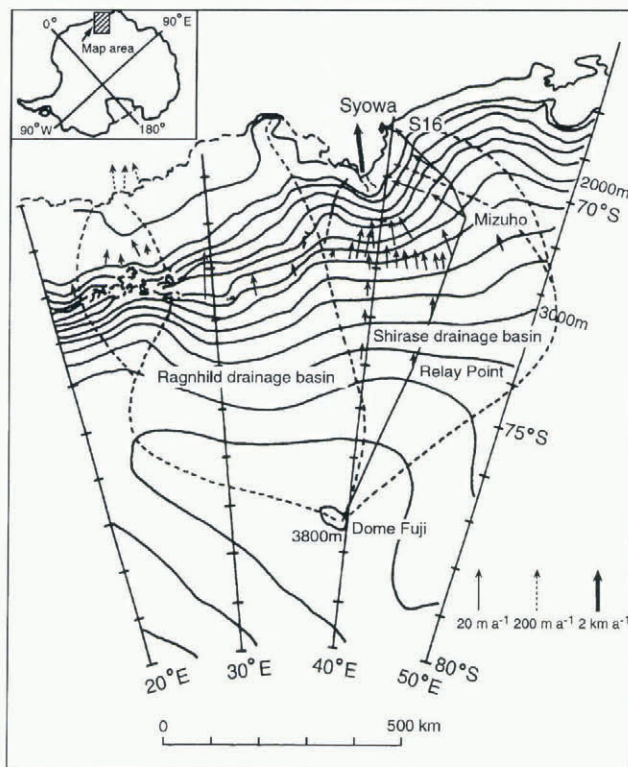 0°
90°E
Map area
90°W
180°
Syowa
S16
2000m
70°S
Mizuho
3000m
Shirase drainage basin
Ragnhild drainage basin
Relay Point
75°S
3800m
Dome Fuji
20 m a⁻¹
200 m a⁻¹
2 km a⁻¹
20°E
30°E
40°E
50°E
80°S
0
500 km